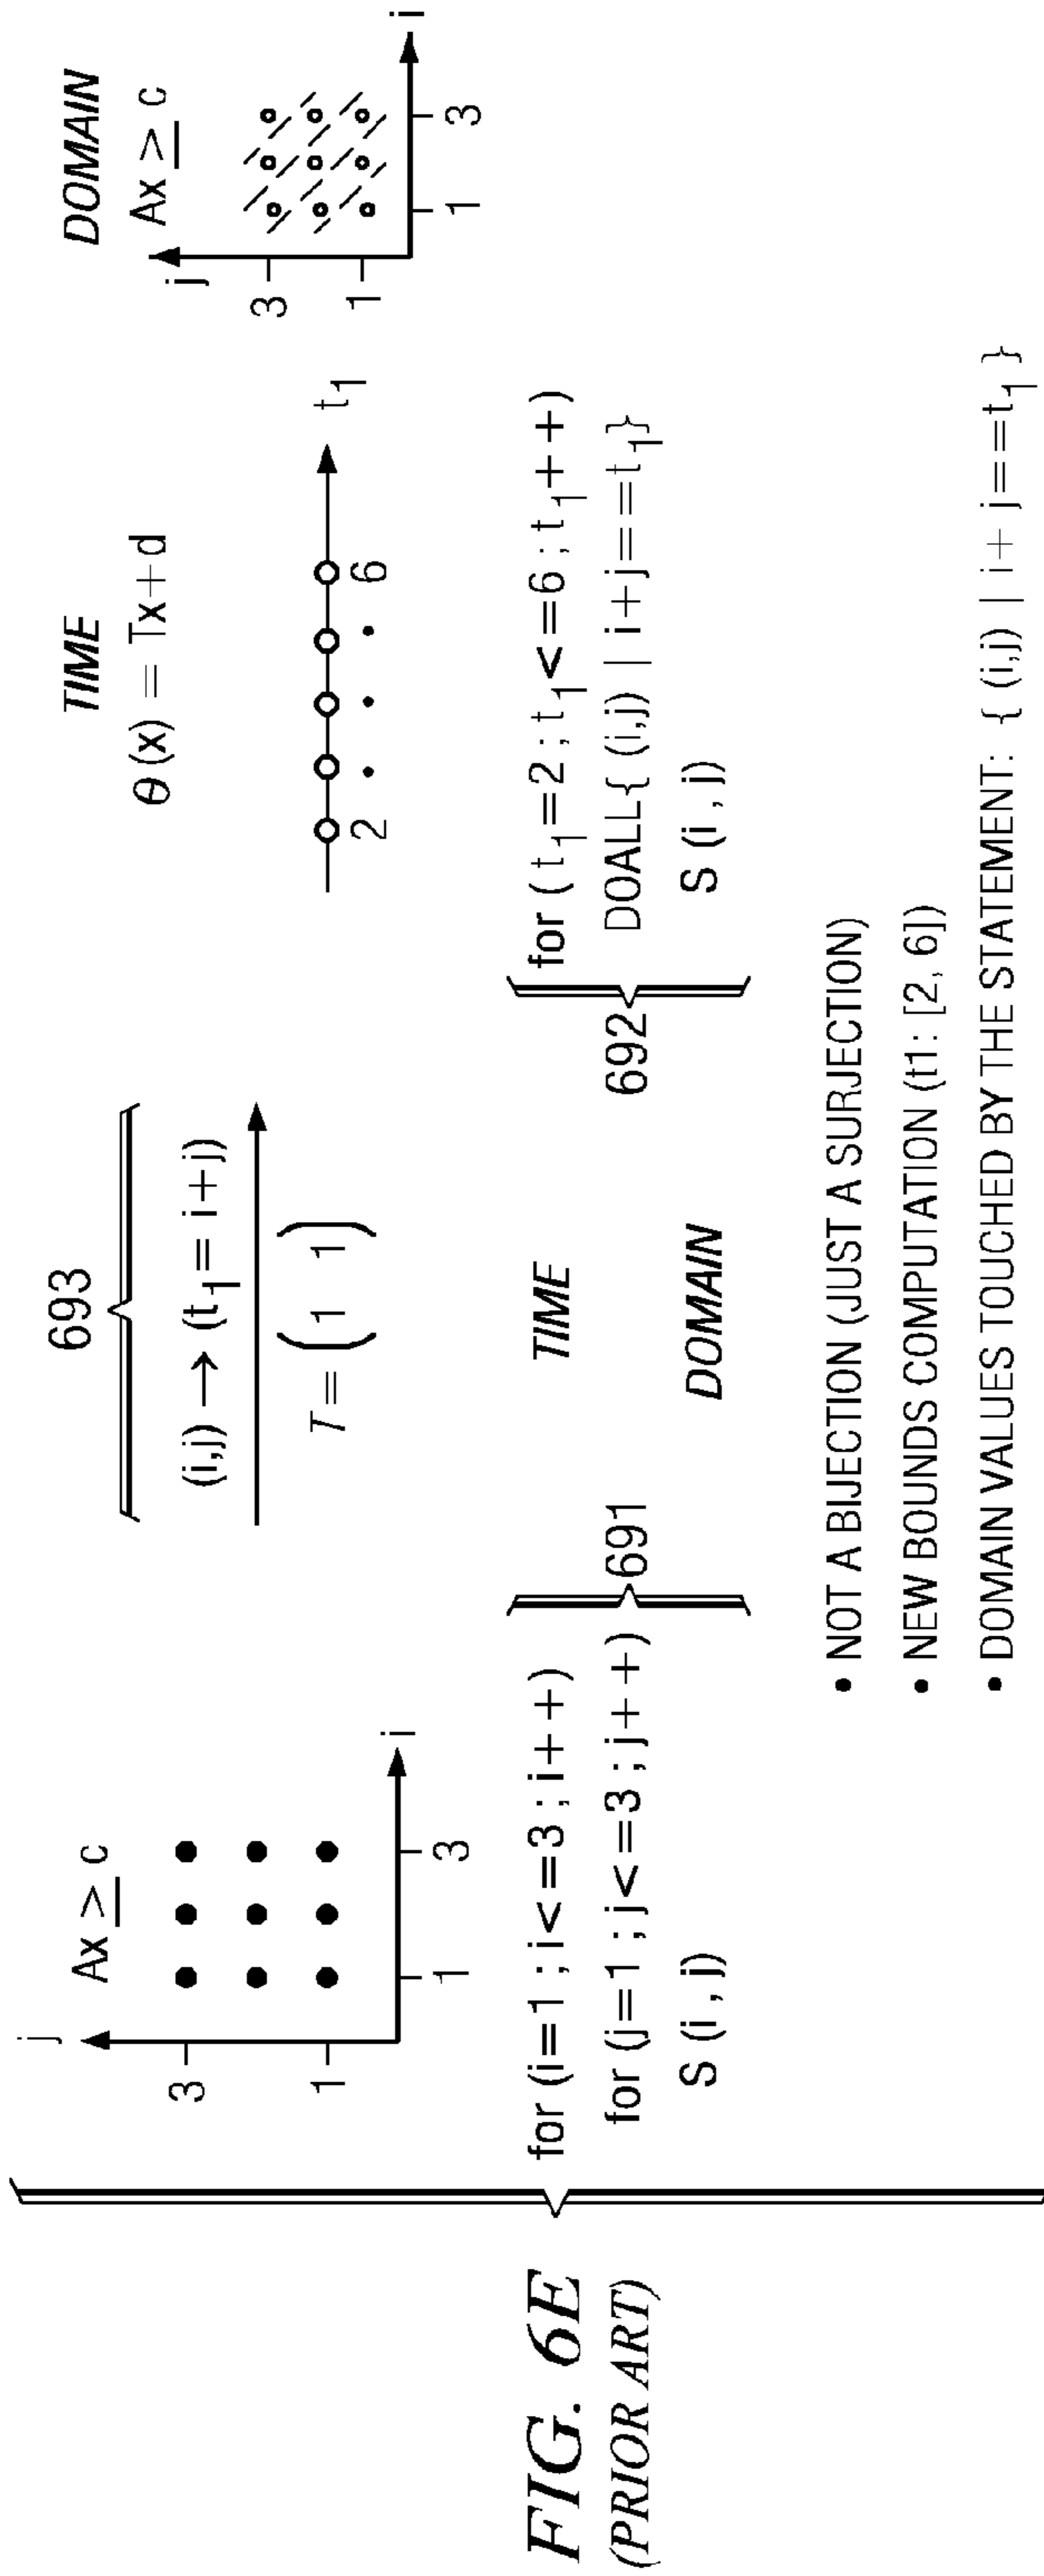 FIG. 6E
(PRIOR ART)
Ax ≥ c
j
3
1
1
3
i
for (i=1 ; i<=3 ; i++)
for (j=1 ; j<=3 ; j++)
S (i , j)
691
693
(i,j) → (t₁= i+j)
T = ( 1 1 )
TIME
DOMAIN
TIME
θ (x) = Tx+d
2 • • • 6
t₁
692
for ( t₁=2 ; t₁<=6 ; t₁++)
DOALL{ (i,j) | i+j==t₁}
S (i , j)
DOMAIN
Ax ≥ c
j
3
1
1
3
i
• NOT A BIJECTION (JUST A SURJECTION)
• NEW BOUNDS COMPUTATION (t1: [2, 6])
• DOMAIN VALUES TOUCHED BY THE STATEMENT: { (i,j) | i+ j==t₁ }